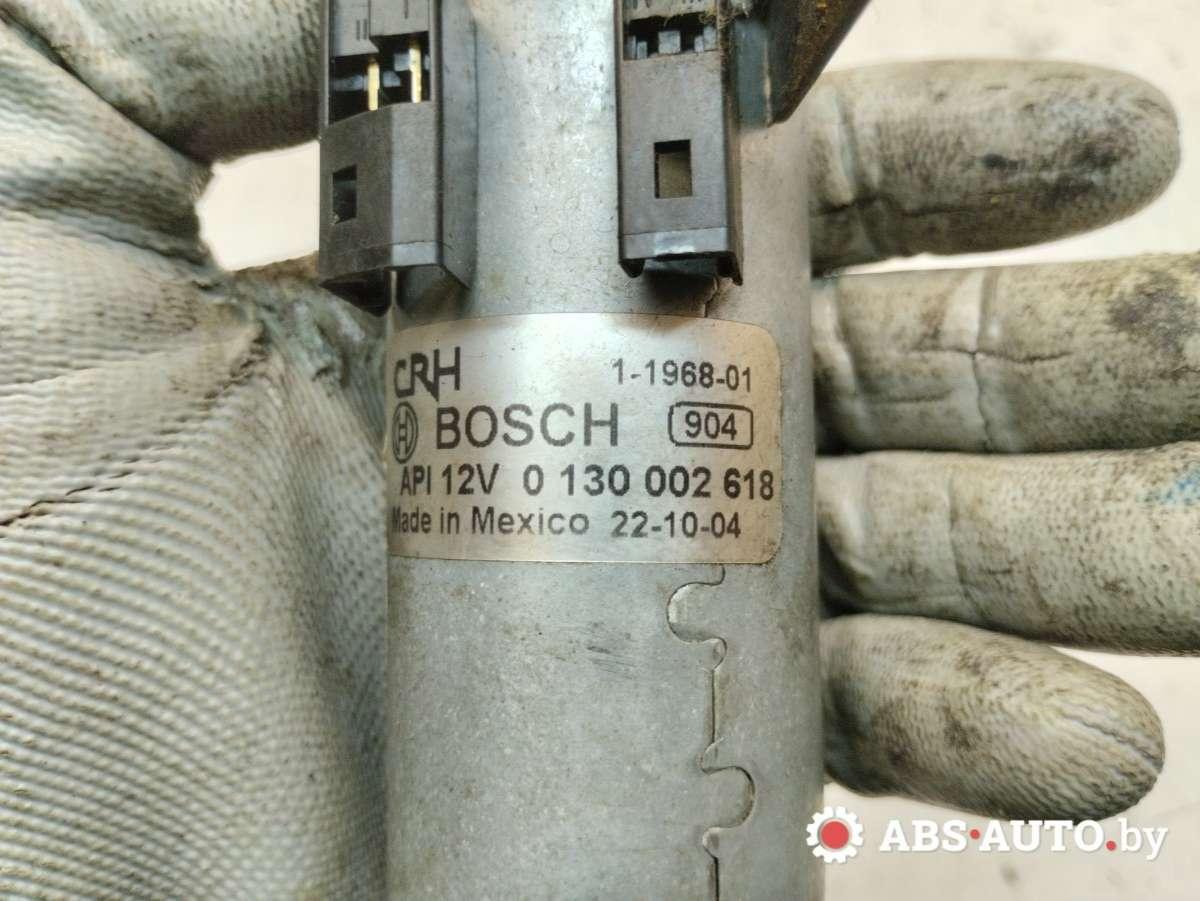 CRH 1-1968-01
BOSCH 904
API 12V 0 130 002 618
Made in Mexico 22-10-04
ABS-AUTO.by